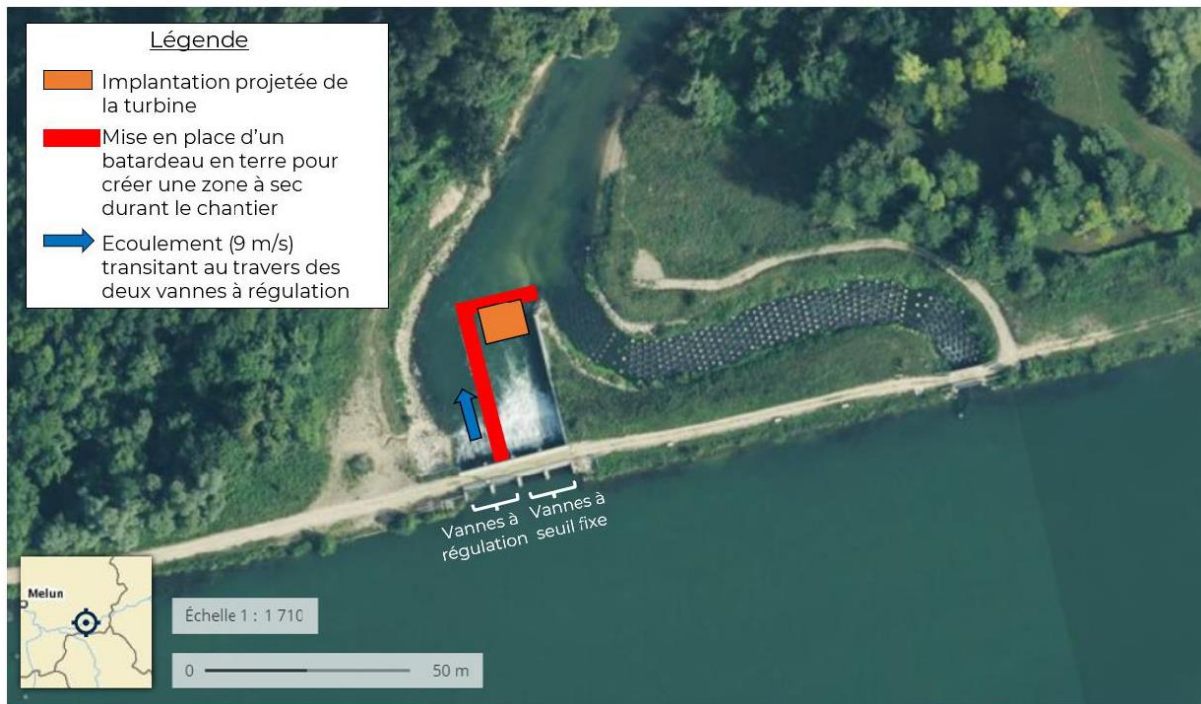 Légende
Implantation projetée de
la turbine
Mise en place d'un
batardeau en terre pour
créer une zone à sec
durant le chantier
Ecoulement (9 m/s)
transitant au travers des
deux vannes à régulation
Vannes à
régulation
Vannes à
seuil fixe
Melun
Échelle 1 : 1 710
0
50 m